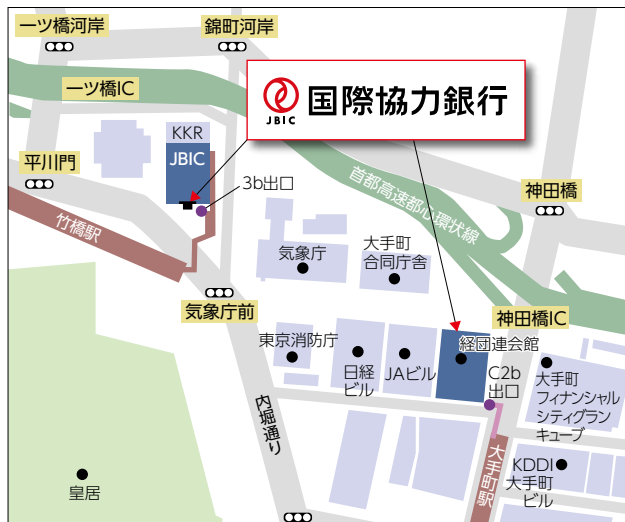 一ツ橋河岸
錦町河岸
一ツ橋IC
JBIC
国際協力銀行
KKR
JBIC
平川門
3b出口
首都高速都心環状線
神田橋
竹橋駅
気象庁
大手町
合同庁舎
気象庁前
神田橋IC
東京消防庁
日経
ビル
JAビル
経団連会館
C2b
出口
大手町
フィナンシャル
シティグラン
キューブ
内堀通り
大手町駅
KDDI
大手町
ビル
皇居